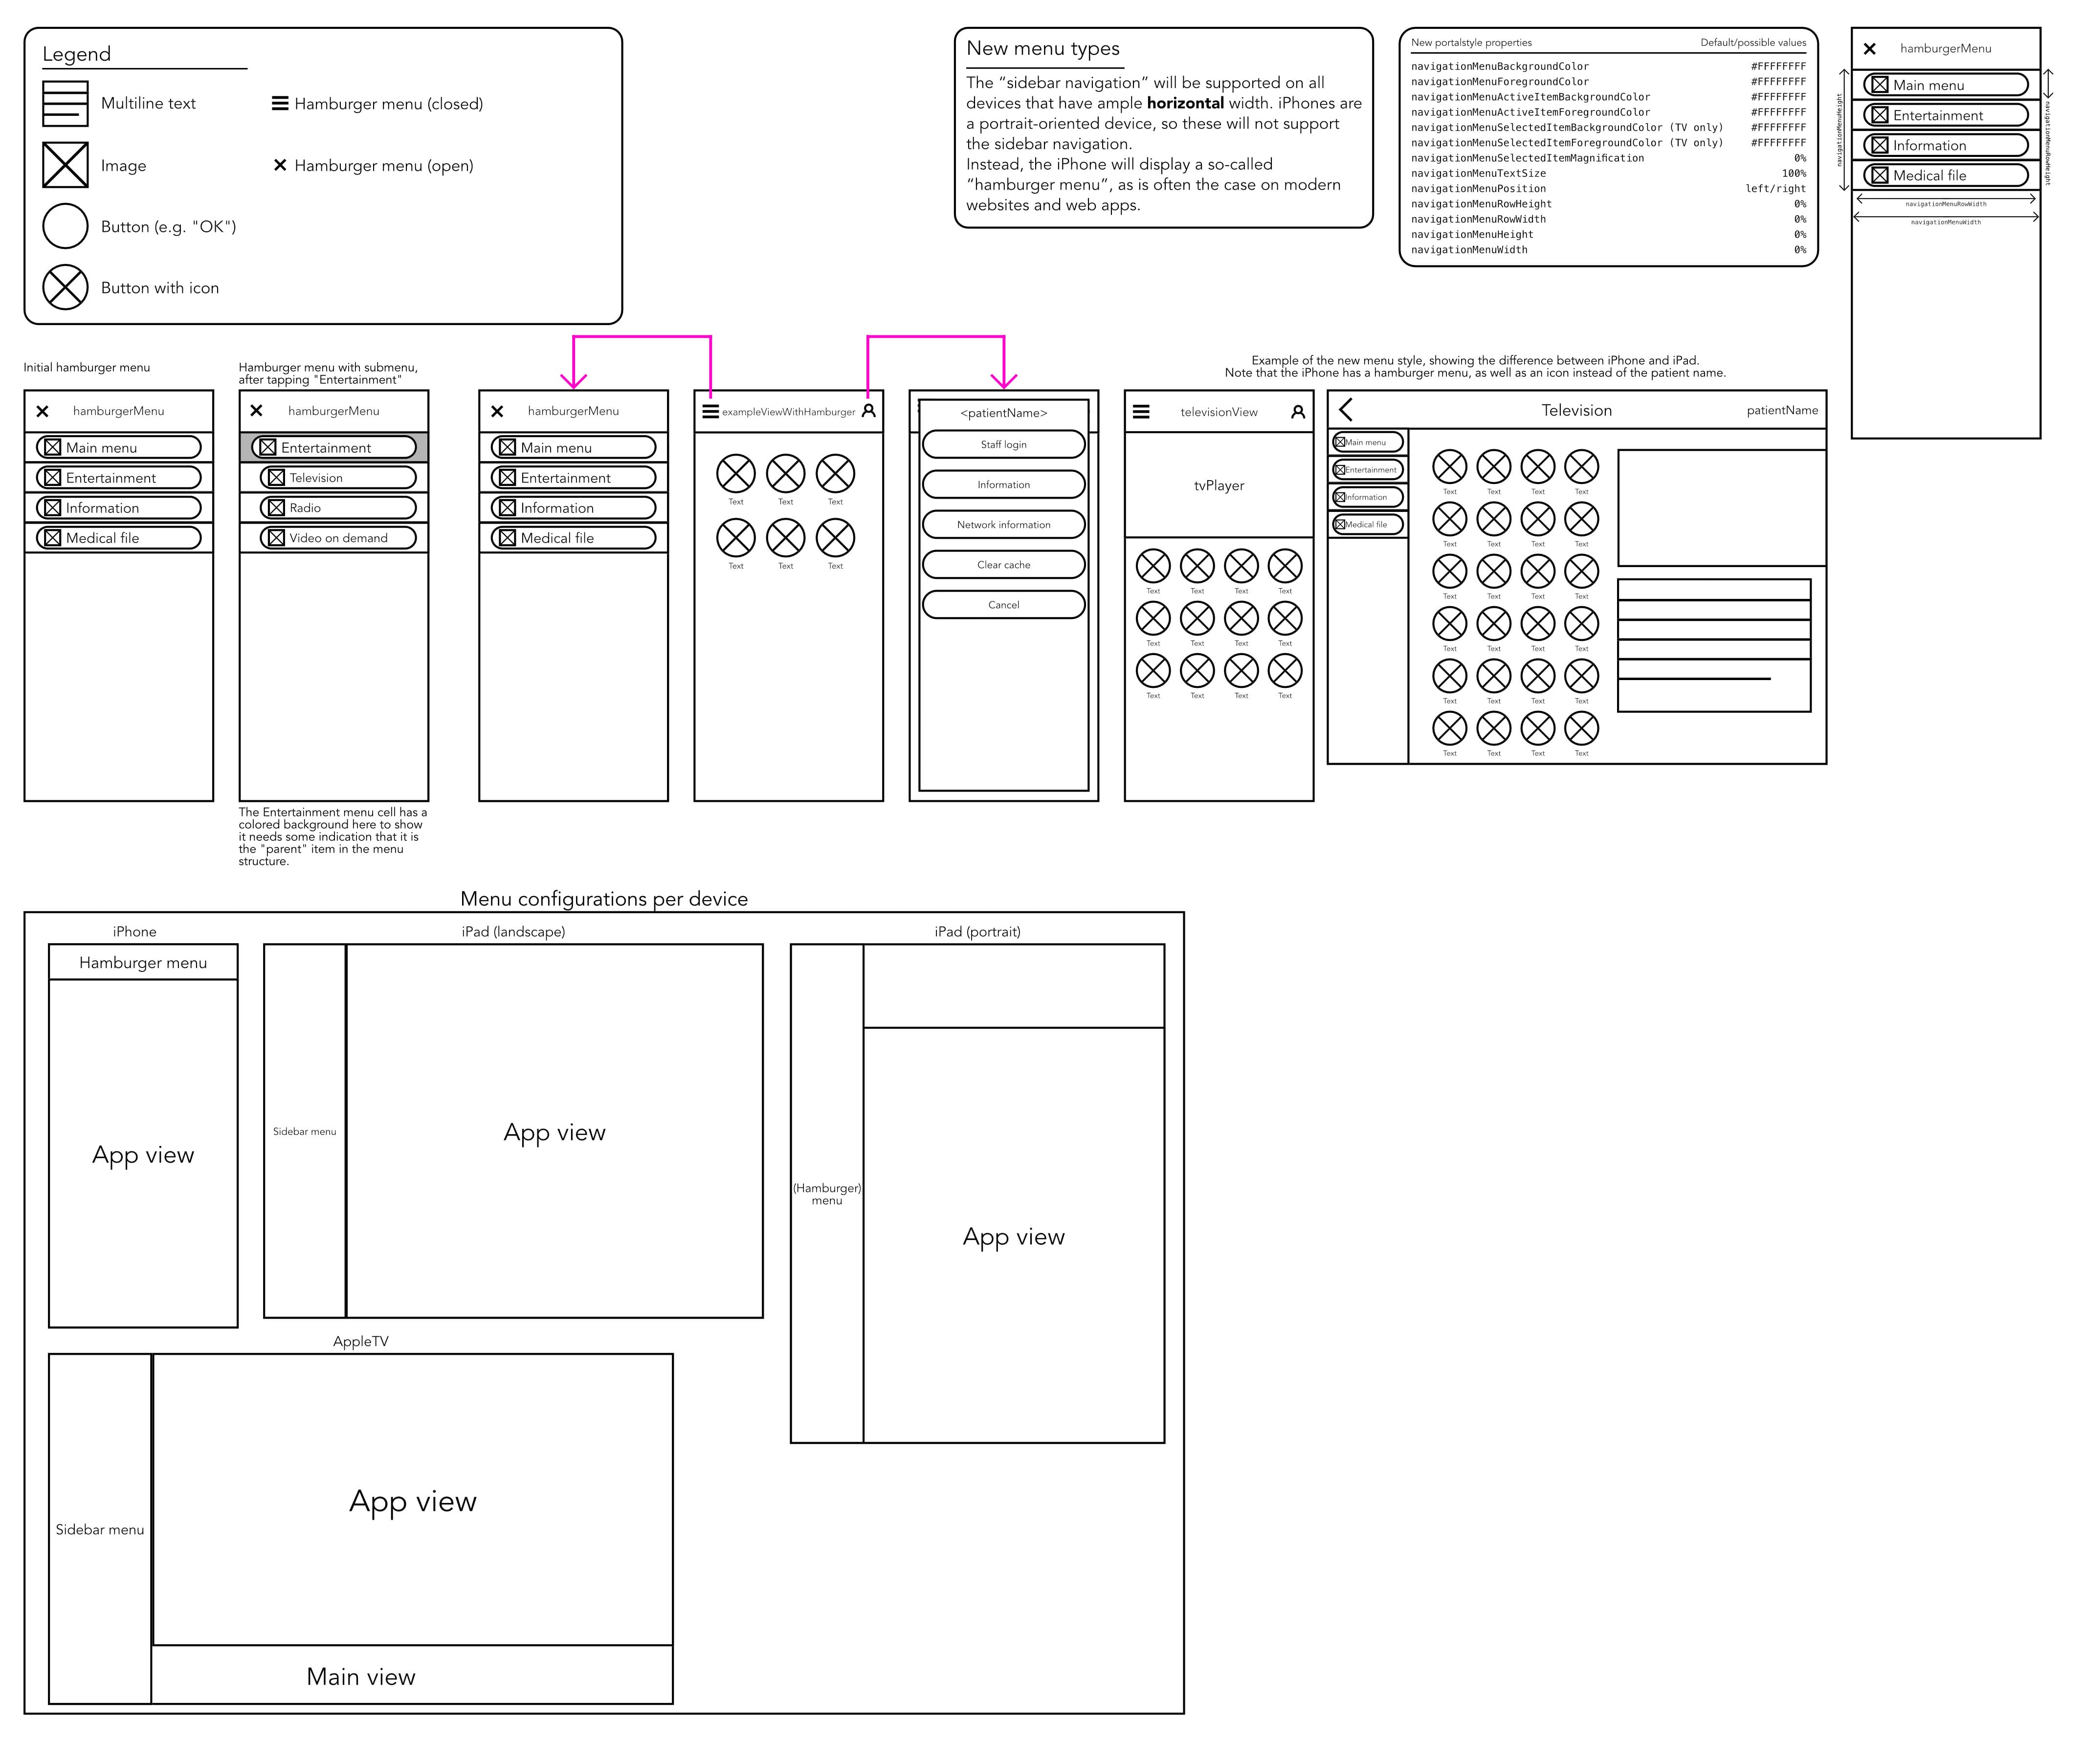 Legend
Multiline text
Hamburger menu (closed)
Image
Hamburger menu (open)
Button (e.g. "OK")
Button with icon
New menu types
The “sidebar navigation” will be supported on all
devices that have ample horizontal width. iPhones are
a portrait-oriented device, so these will not support
the sidebar navigation.
Instead, the iPhone will display a so-called
“hamburger menu”, as is often the case on modern
websites and web apps.
New portalstyle properties Default/possible values
navigationMenuBackgroundColor #FFFFFFFF
navigationMenuForegroundColor #FFFFFFFF
navigationMenuActiveItemBackgroundColor #FFFFFFFF
navigationMenuActiveItemForegroundColor #FFFFFFFF
navigationMenuSelectedItemBackgroundColor (TV only) #FFFFFFFF
navigationMenuSelectedItemForegroundColor (TV only) #FFFFFFFF
navigationMenuSelectedItemMagnification 0%
navigationMenuTextSize 100%
navigationMenuPosition left/right
navigationMenuRowHeight 0%
navigationMenuRowWidth 0%
navigationMenuHeight 0%
navigationMenuWidth 0%
hamburgerMenu
Main menu
Entertainment
Information
Medical file
navigationMenuHeight
navigationMenuRowHeight
navigationMenuRowWidth
navigationMenuWidth
Initial hamburger menu
hamburgerMenu
Main menu
Entertainment
Information
Medical file
Hamburger menu with submenu,
after tapping "Entertainment"
hamburgerMenu
Entertainment
Television
Radio
Video on demand
The Entertainment menu cell has a
colored background here to show
it needs some indication that it is
the "parent" item in the menu
structure.
hamburgerMenu
Main menu
Entertainment
Information
Medical file
exampleViewWithHamburger
Text Text Text
Text Text Text
<patientName>
Staff login
Information
Network information
Clear cache
Cancel
Example of the new menu style, showing the difference between iPhone and iPad.
Note that the iPhone has a hamburger menu, as well as an icon instead of the patient name.
televisionView
tvPlayer
Text Text Text Text
Text Text Text Text
Text Text Text Text
Television
patientName
Main menu
Entertainment
Information
Medical file
Text Text Text Text
Text Text Text Text
Text Text Text Text
Text Text Text Text
Text Text Text Text
Text Text Text Text
Menu configurations per device
iPhone
Hamburger menu
App view
iPad (landscape)
Sidebar menu
App view
iPad (portrait)
(Hamburger)
menu
App view
AppleTV
Sidebar menu
App view
Main view